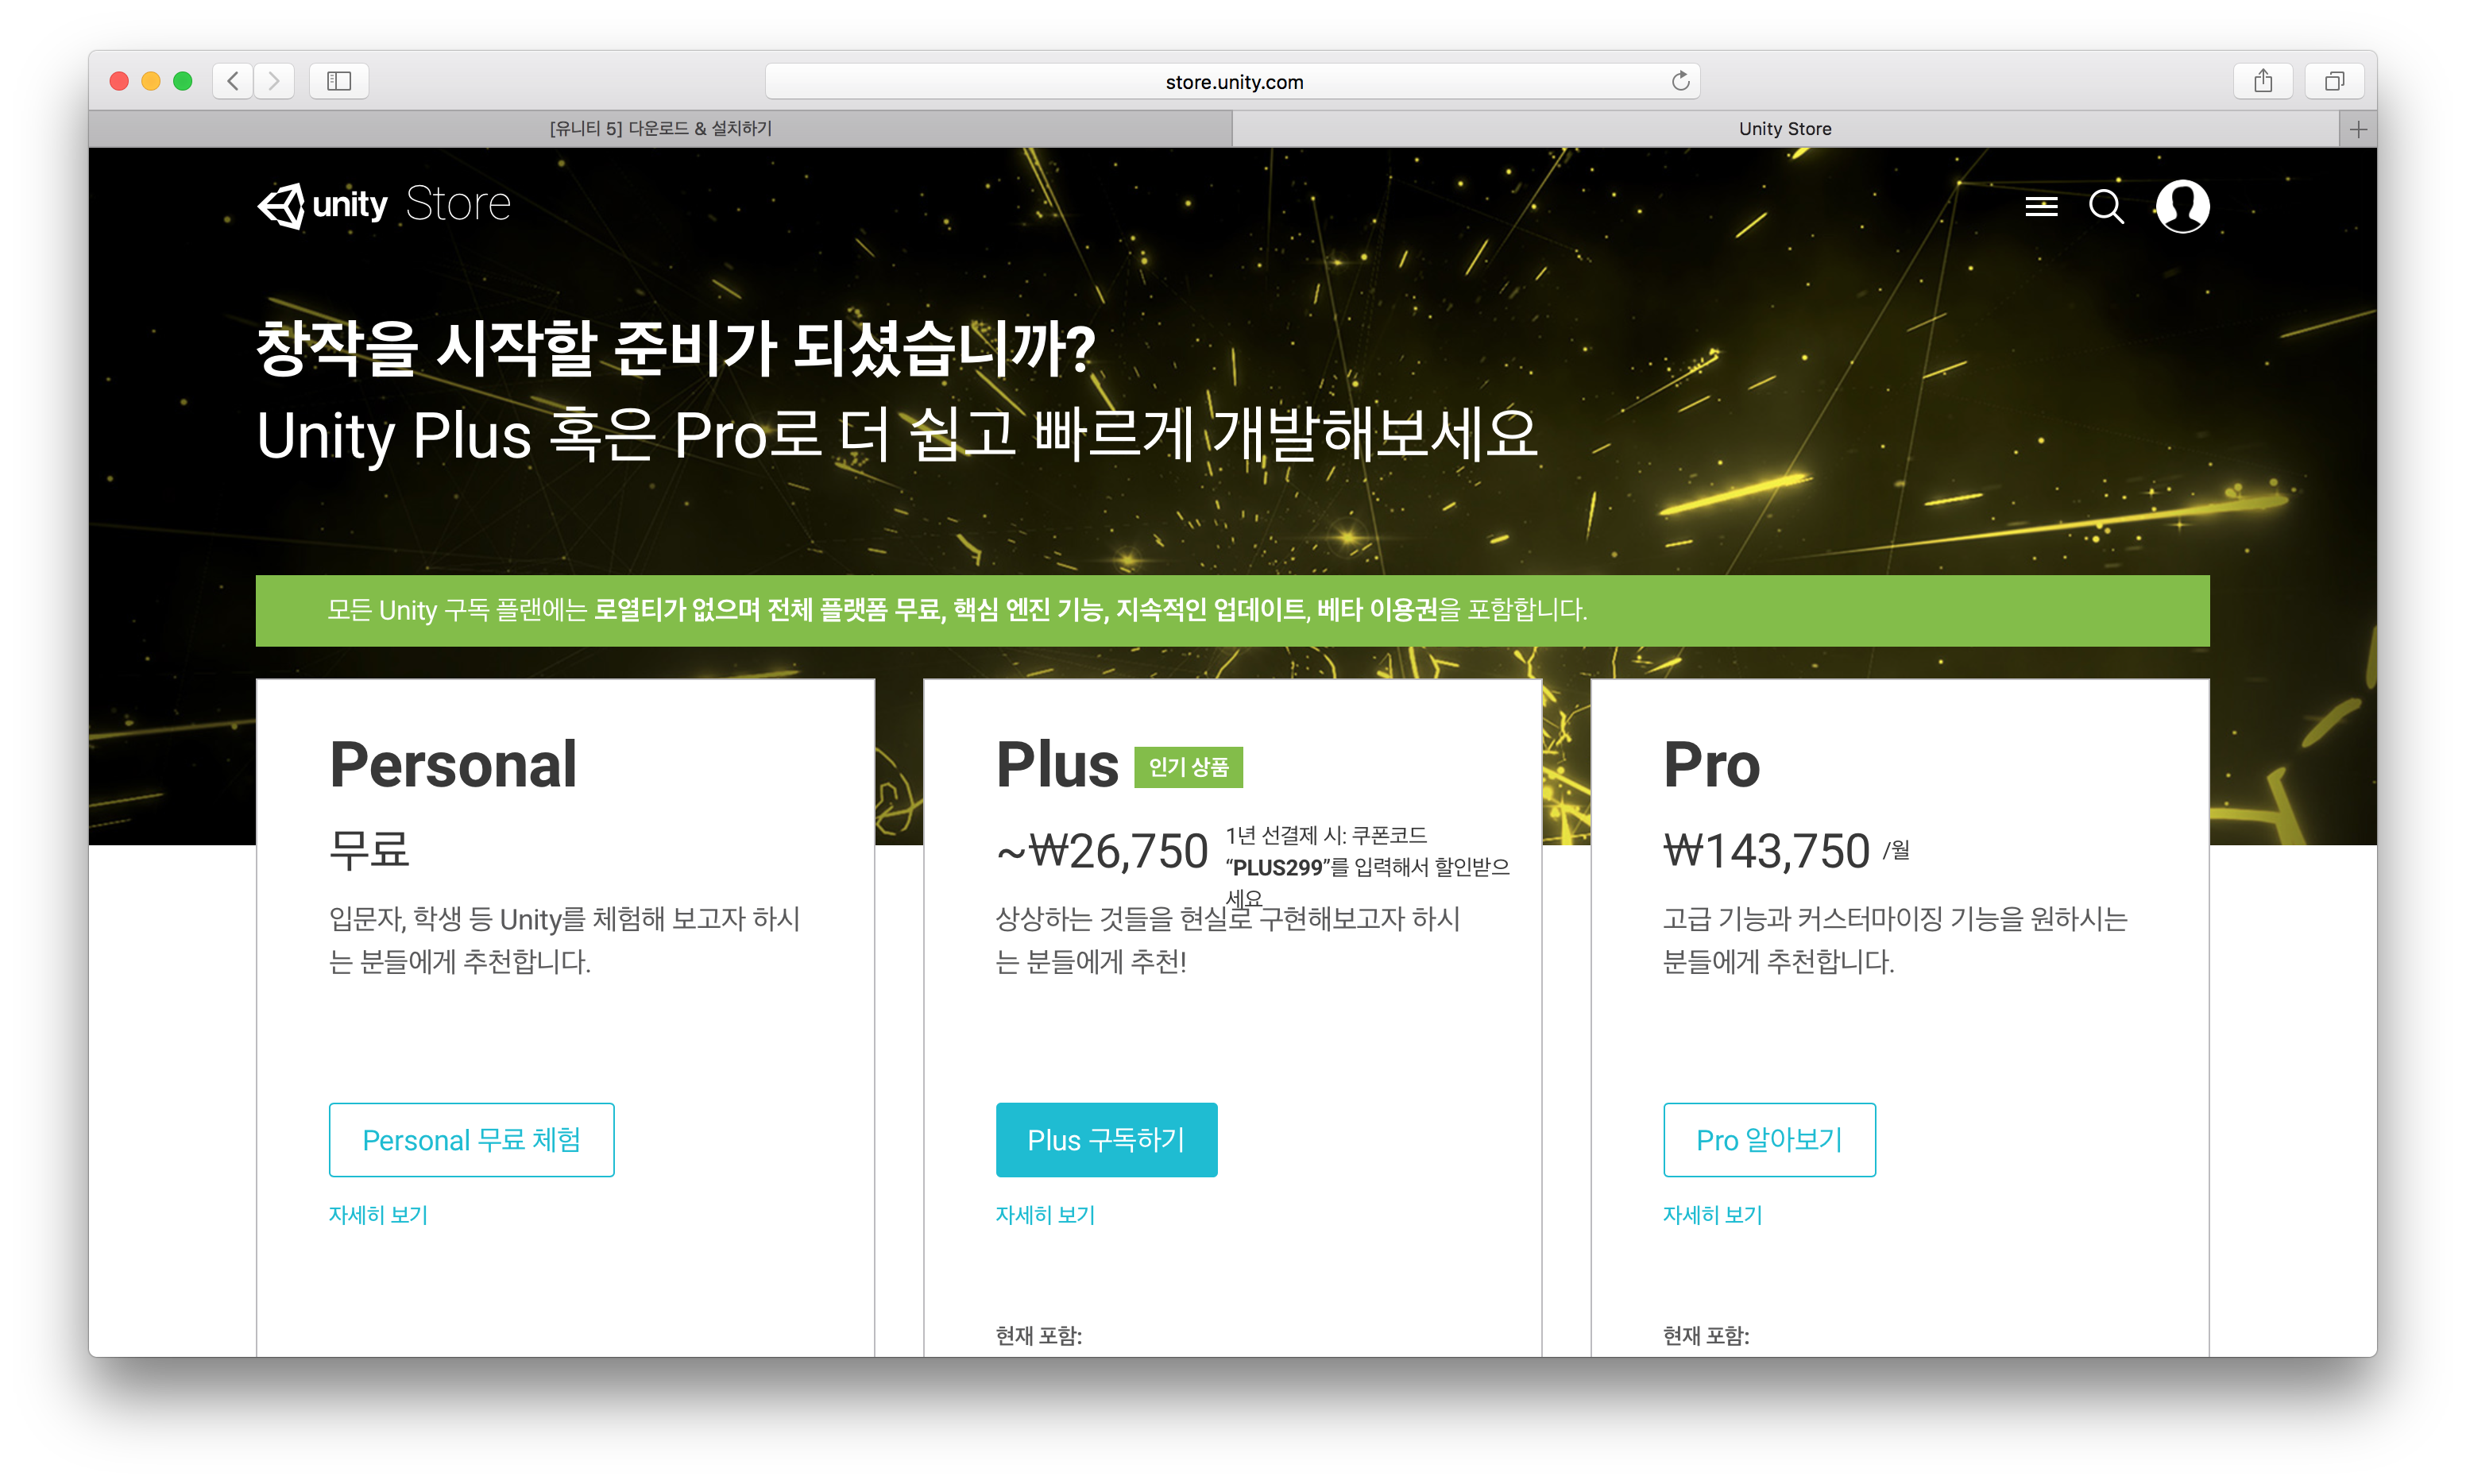 store.unity.com
[유니티 5] 다운로드 & 설치하기
Unity Store
unity Store
창작을 시작할 준비가 되셨습니까?
Unity Plus 혹은 Pro로 더 쉽고 빠르게 개발해보세요
모든 Unity 구독 플랜에는 로열티가 없으며 전체 플랫폼 무료, 핵심 엔진 기능, 지속적인 업데이트, 베타 이용권을 포함합니다.
Personal
무료
입문자, 학생 등 Unity를 체험해 보고자 하시
는 분들에게 추천합니다.
Personal 무료 체험
자세히 보기
Plus 인기 상품
~₩26,750
1년 선결제 시: 쿠폰코드
“PLUS299”를 입력해서 할인받으
세요
상상하는 것들을 현실로 구현해보고자 하시
는 분들에게 추천!
Plus 구독하기
자세히 보기
현재 포함:
Pro
₩143,750 /월
고급 기능과 커스터마이징 기능을 원하시는
분들에게 추천합니다.
Pro 알아보기
자세히 보기
현재 포함: